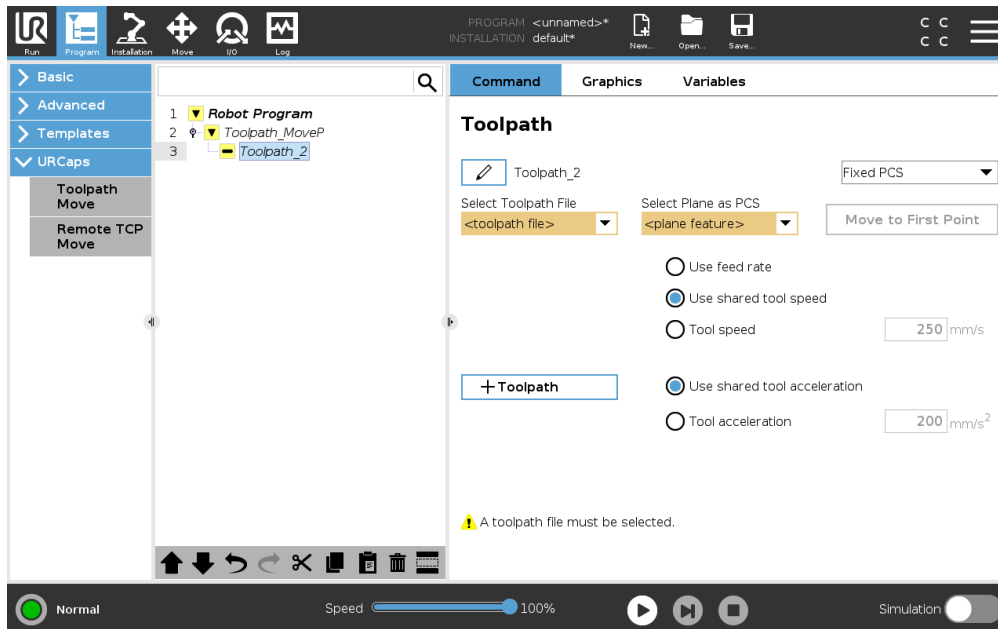 PROGRAM <unnamed>*
INSTALLATION default*
UR
Run
Program
Installation
Move
I/O
Log
New...
Open...
Save...
C C
C C
Basic
Advanced
Templates
URCaps
Toolpath
Move
Remote TCP
Move
1 Robot Program
2 Toolpath_MoveP
3 Toolpath_2
Command Graphics Variables
Toolpath
Toolpath_2
Fixed PCS
Select Toolpath File
<toolpath file>
Select Plane as PCS
<plane feature>
Move to First Point
Use feed rate
Use shared tool speed
Tool speed 250 mm/s
+Toolpath
Use shared tool acceleration
Tool acceleration 200 mm/s²
A toolpath file must be selected.
Normal
Speed 100%
Simulation